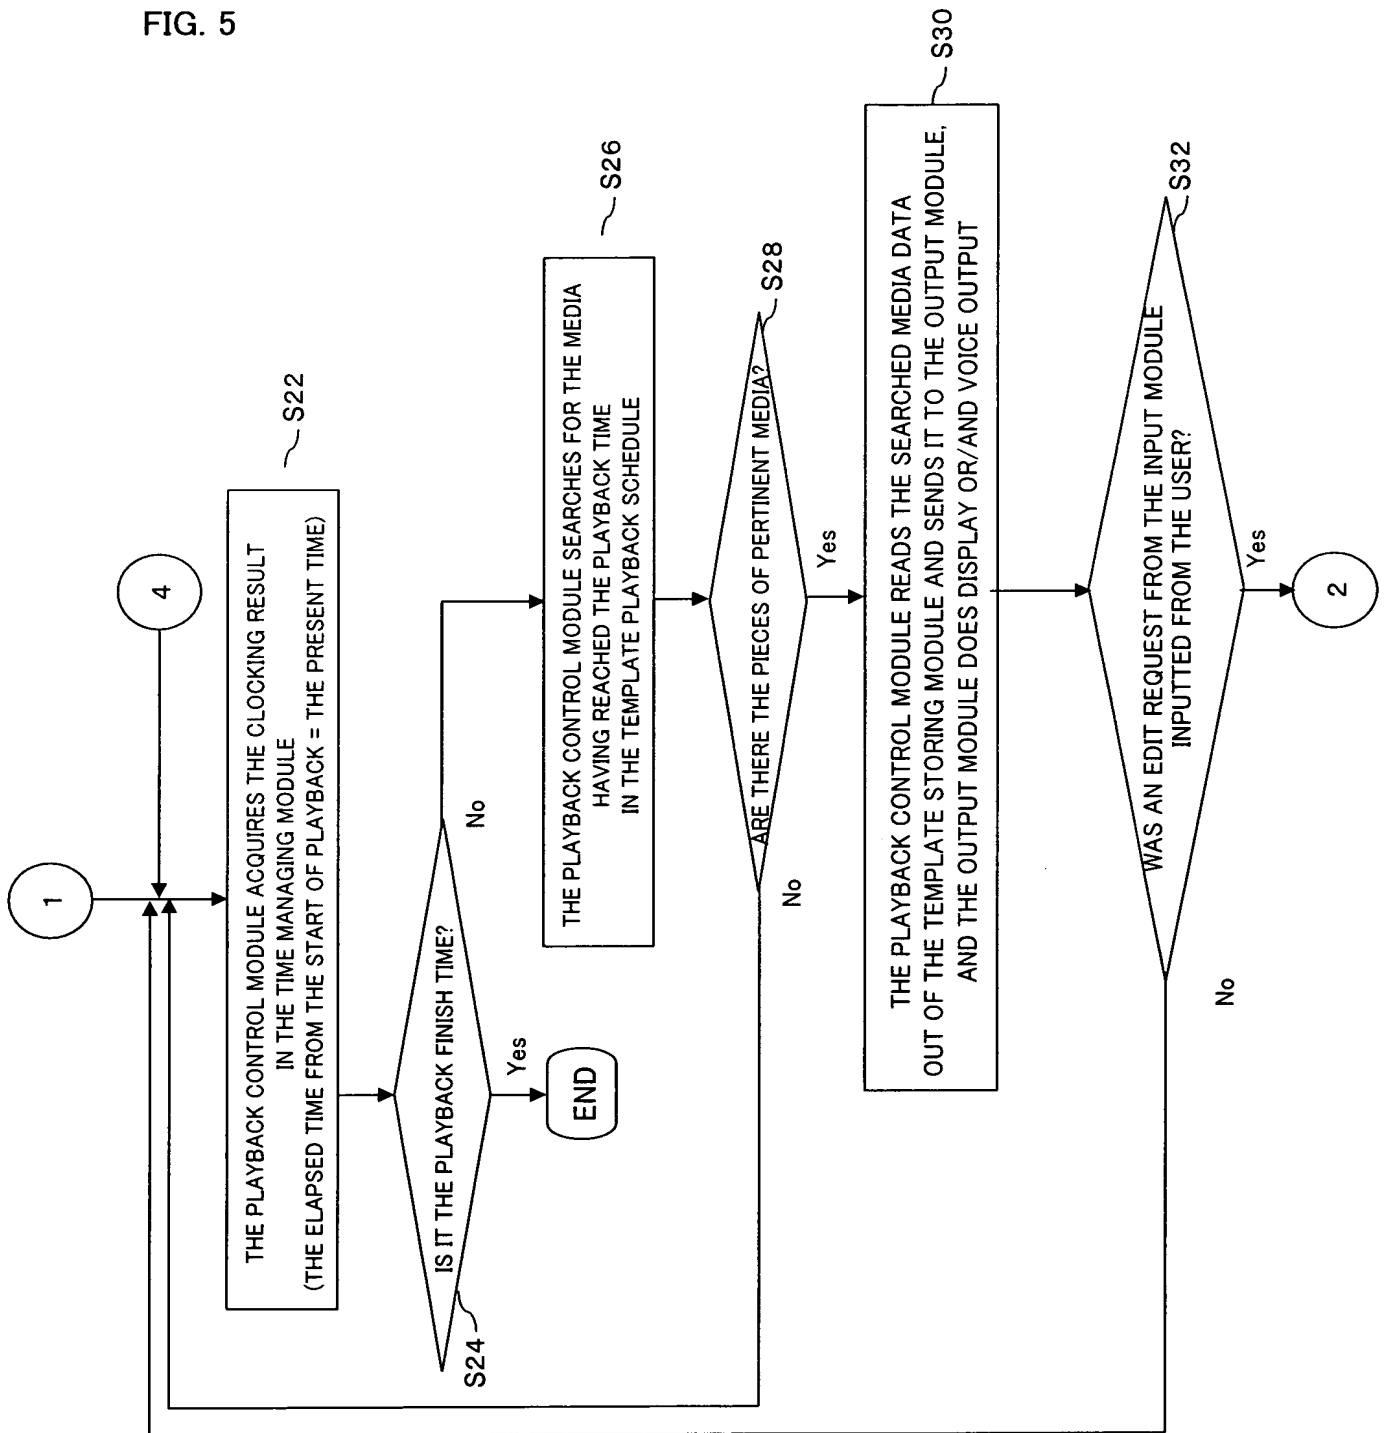 FIG. 5
1
4
S22
THE PLAYBACK CONTROL MODULE ACQUIRES THE CLOCKING RESULT
IN THE TIME MANAGING MODULE
(THE ELAPSED TIME FROM THE START OF PLAYBACK = THE PRESENT TIME)
S24
IS IT THE PLAYBACK FINISH TIME?
No
Yes
END
S26
THE PLAYBACK CONTROL MODULE SEARCHES FOR THE MEDIA
HAVING REACHED THE PLAYBACK TIME
IN THE TEMPLATE PLAYBACK SCHEDULE
S28
ARE THERE THE PIECES OF PERTINENT MEDIA?
No
Yes
S30
THE PLAYBACK CONTROL MODULE READS THE SEARCHED MEDIA DATA
OUT OF THE TEMPLATE STORING MODULE AND SENDS IT TO THE OUTPUT MODULE,
AND THE OUTPUT MODULE DOES DISPLAY OR/AND VOICE OUTPUT
S32
WAS AN EDIT REQUEST FROM THE INPUT MODULE
INPUTTED FROM THE USER?
No
Yes
2